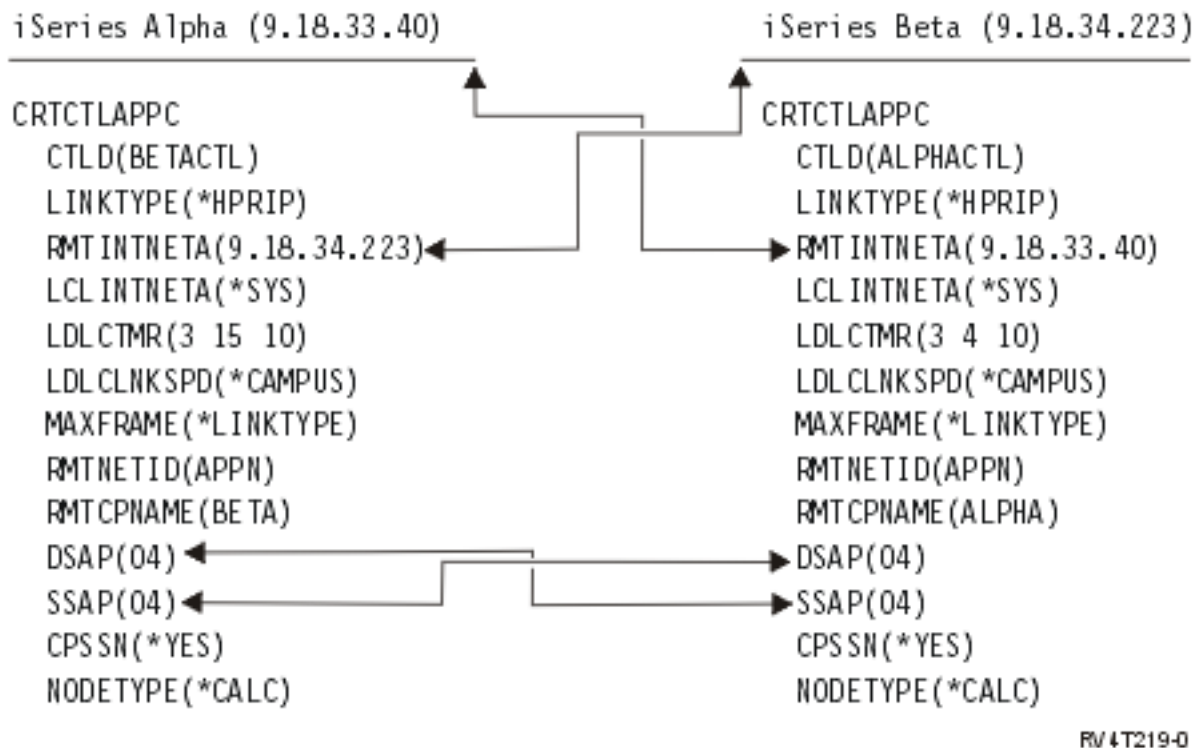 iSeries Alpha (9.18.33.40)
CRTCTLAPPC
CTLD(BETACTL)
LINKTYPE(*HPRIP)
RMTINTNETA(9.18.34.223)
LCLINTNETA(*SYS)
LDLCTMR(3 15 10)
LDLCLNKSPD(*CAMPUS)
MAXFRAME(*LINKTYPE)
RMTNETID(APPN)
RMTCPNAME(BETA)
DSAP(04)
SSAP(04)
CPSSN(*YES)
NODETYPE(*CALC)
iSeries Beta (9.18.34.223)
CRTCTLAPPC
CTLD(ALPHACTL)
LINKTYPE(*HPRIP)
RMTINTNETA(9.18.33.40)
LCLINTNETA(*SYS)
LDLCTMR(3 4 10)
LDLCLNKSPD(*CAMPUS)
MAXFRAME(*LINKTYPE)
RMTNETID(APPN)
RMTCPNAME(ALPHA)
DSAP(04)
SSAP(04)
CPSSN(*YES)
NODETYPE(*CALC)
RV4T219-0